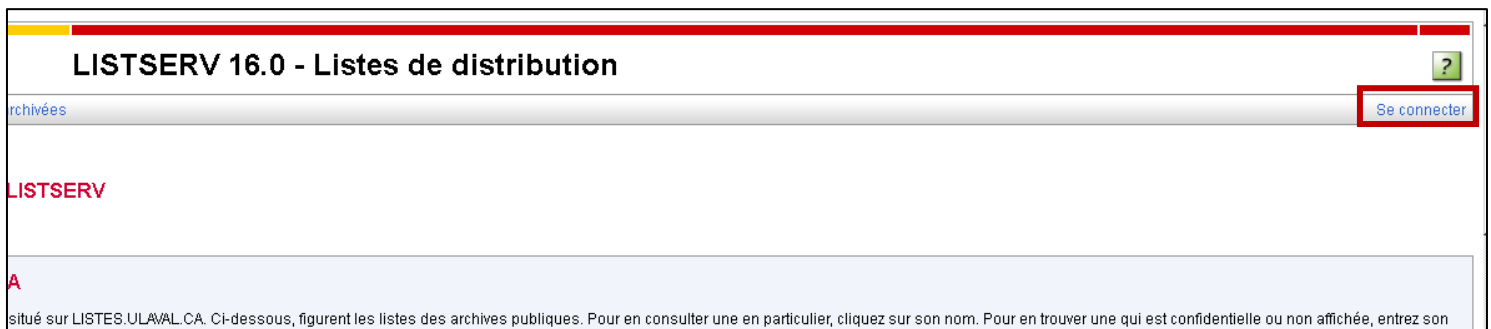 LISTSERV 16.0 - Listes de distribution
?
rchivées
Se connecter
LISTSERV
A
situé sur LISTES.ULAVAL.CA. Ci-dessous, figurent les listes des archives publiques. Pour en consulter une en particulier, cliquez sur son nom. Pour en trouver une qui est confidentielle ou non affichée, entrez son